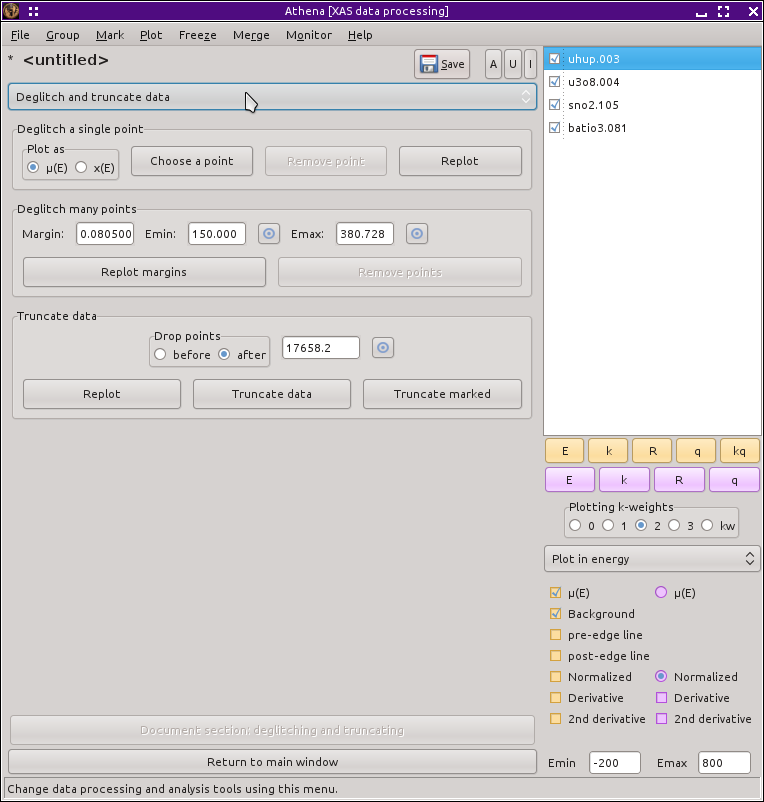 Athena [XAS data processing]
File Group Mark Plot Freeze Merge Monitor Help
* <untitled>
Save
A U I
Deglitch and truncate data
Deglitch a single point
Plot as
μ(E) χ(E)
Choose a point
Remove point
Replot
Deglitch many points
Margin: 0.080500 Emin: 150.000 Emax: 380.728
Replot margins
Remove points
Truncate data
Drop points
before after
17658.2
Replot
Truncate data
Truncate marked
Document section: deglitching and truncating
Return to main window
uhup.003
u3o8.004
sno2.105
batio3.081
E k R q kq
E k R q
Plotting k-weights
0 1 2 3 kw
Plot in energy
μ(E) μ(E)
Background
pre-edge line
post-edge line
Normalized Normalized
Derivative Derivative
2nd derivative 2nd derivative
Emin -200 Emax 800
Change data processing and analysis tools using this menu.